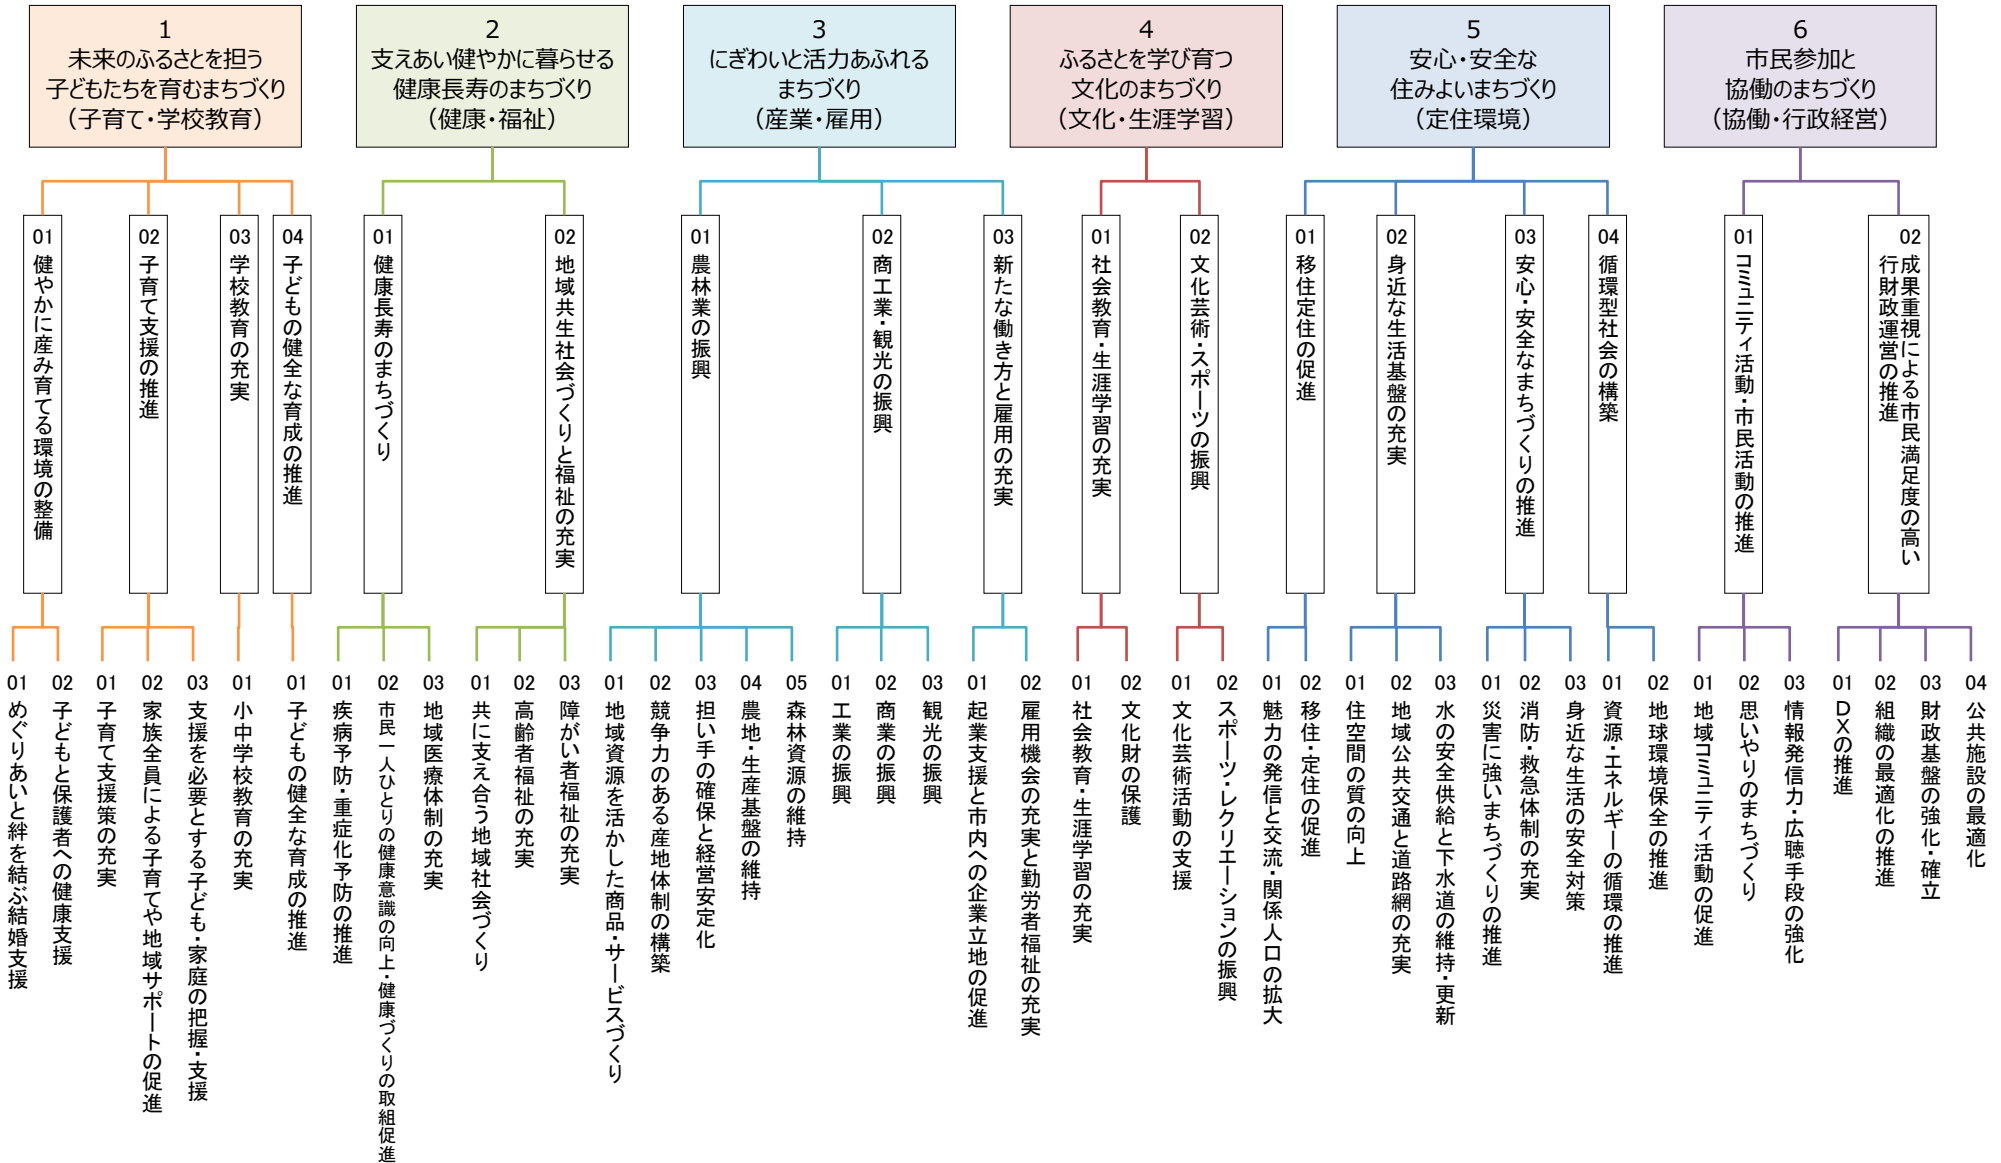 1
未来のふるさとを担う
子どもたちを育むまちづくり
（子育て・学校教育）
2
支えあい健やかに暮らせる
健康長寿のまちづくり
（健康・福祉）
3
にぎわいと活力あふれる
まちづくり
（産業・雇用）
4
ふるさとを学び育つ
文化のまちづくり
（文化・生涯学習）
5
安心・安全な
住みよいまちづくり
（定住環境）
6
市民参加と
協働のまちづくり
（協働・行政経営）
01 健やかに産み育てる環境の整備
02 子育て支援の推進
03 学校教育の充実
04 子どもの健全な育成の推進
01 健康長寿のまちづくり
02 地域共生社会づくりと福祉の充実
01 農林業の振興
02 商工業・観光の振興
03 新たな働き方と雇用の充実
01 社会教育・生涯学習の充実
02 文化芸術・スポーツの振興
01 移住定住の促進
02 身近な生活基盤の充実
03 安心・安全なまちづくりの推進
04 循環型社会の構築
01 コミュニティ活動・市民活動の推進
02 成果重視による市民満足度の高い
行財政運営の推進
01 めぐりあいと絆を結ぶ結婚支援
02 子どもと保護者への健康支援
01 子育て支援策の充実
02 家族全員による子育てや地域サポートの促進
03 支援を必要とする子ども・家庭の把握・支援
01 小中学校教育の充実
01 子どもの健全な育成の推進
01 疾病予防・重症化予防の推進
02 市民一人ひとりの健康意識の向上・健康づくりの取組促進
03 地域医療体制の充実
01 共に支え合う地域社会づくり
02 高齢者福祉の充実
03 障がい者福祉の充実
01 地域資源を活かした商品・サービスづくり
02 競争力のある産地体制の構築
03 担い手の確保と経営安定化
04 農地・生産基盤の維持
05 森林資源の維持
01 工業の振興
02 商業の振興
03 観光の振興
01 起業支援と市内への企業立地の促進
02 雇用機会の充実と勤労者福祉の充実
01 社会教育・生涯学習の充実
02 文化財の保護
01 文化芸術活動の支援
02 スポーツ・レクリエーションの振興
01 魅力の発信と交流・関係人口の拡大
02 移住・定住の促進
01 住空間の質の向上
02 地域公共交通と道路網の充実
03 水の安全供給と下水道の維持・更新
01 災害に強いまちづくりの推進
02 消防・救急体制の充実
03 身近な生活の安全対策
01 資源・エネルギーの循環の推進
02 地球環境保全の推進
01 地域コミュニティ活動の促進
02 思いやりのまちづくり
03 情報発信力・広聴手段の強化
01 ＤＸの推進
02 組織の最適化の推進
03 財政基盤の強化・確立
04 公共施設の最適化